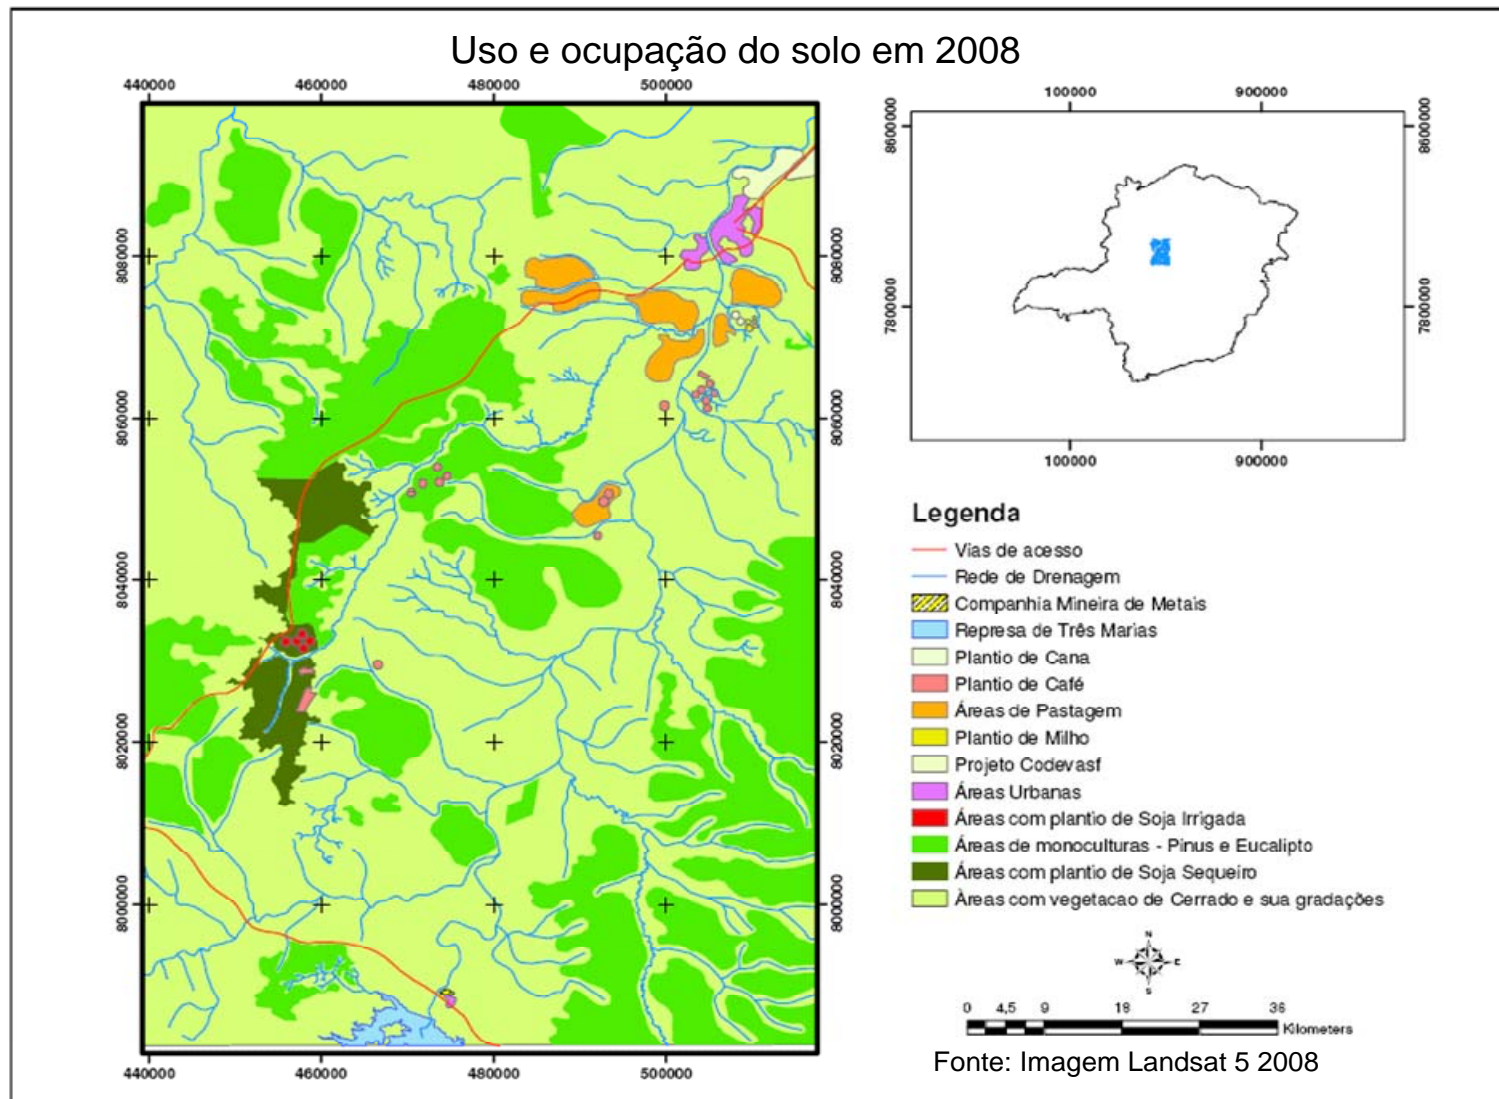 Uso e ocupação do solo em 2008
440000 460000 480000 500000
8080000 8080000
8060000 8060000
8040000 8040000
8020000 8020000
8000000 8000000
440000 460000 480000 500000
100000 900000
8600000 8600000
7800000 7800000
100000 900000
Legenda
Vias de acesso
Rede de Drenagem
Companhia Mineira de Metais
Represa de Três Marias
Plantio de Cana
Plantio de Café
Áreas de Pastagem
Plantio de Milho
Projeto Codevasf
Áreas Urbanas
Áreas com plantio de Soja Irrigada
Áreas de monoculturas - Pinus e Eucalipto
Áreas com plantio de Soja Sequeiro
Àreas com vegetacao de Cerrado e sua gradações
N
W E
S
0 4,5 9 18 27 36
Kilometers
Fonte: Imagem Landsat 5 2008